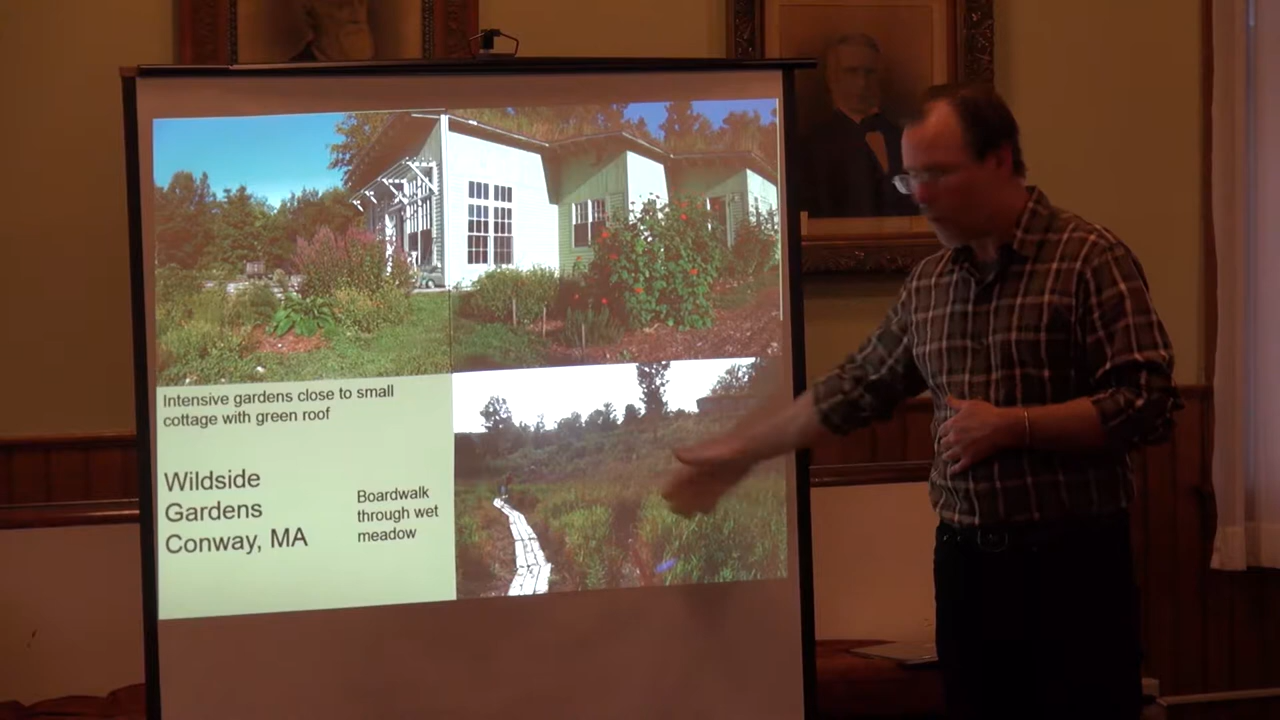 Intensive gardens close to small
cottage with green roof
Wildside
Gardens
Conway, MA
Boardwalk
through wet
meadow